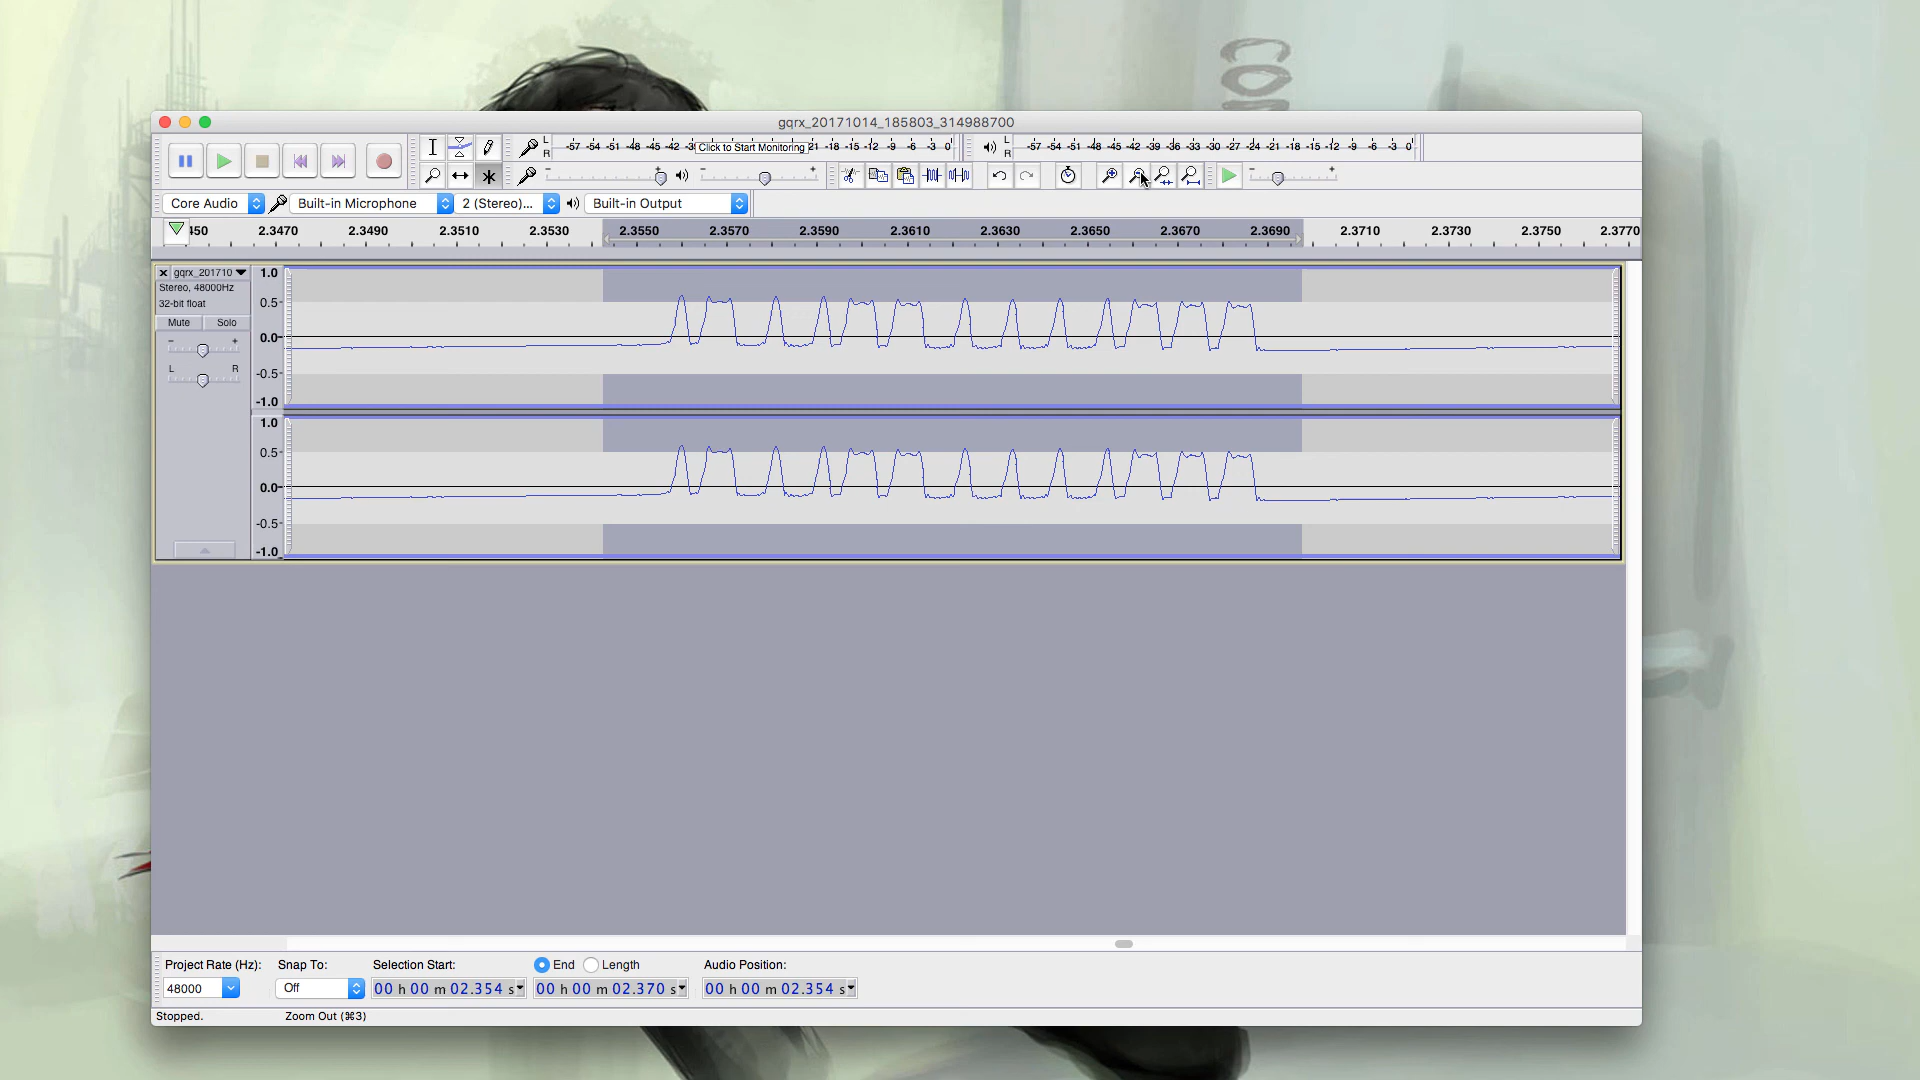 gqrx_20171014_185803_314988700
L
R
-57 -54 -51 -48 -45 -42 -3
Click to Start Monitoring
21 -18 -15 -12 -9 -6 -3 0
L
R
-57 -54 -51 -48 -45 -42 -39 -36 -33 -30 -27 -24 -21 -18 -15 -12 -9 -6 -3 0
- + - +
- +
Core Audio
Built-in Microphone
2 (Stereo)...
Built-in Output
450 2.3470 2.3490 2.3510 2.3530 2.3550 2.3570 2.3590 2.3610 2.3630 2.3650 2.3670 2.3690 2.3710 2.3730 2.3750 2.3770
gqrx_201710
Stereo, 48000Hz
32-bit float
Mute Solo
- +
L R
1.0
0.5
0.0
-0.5
-1.0
1.0
0.5
0.0
-0.5
-1.0
Project Rate (Hz): Snap To: Selection Start: End Length Audio Position:
48000 Off 00 h 00 m 02.354 s 00 h 00 m 02.370 s 00 h 00 m 02.354 s
Stopped. Zoom Out (⌘3)